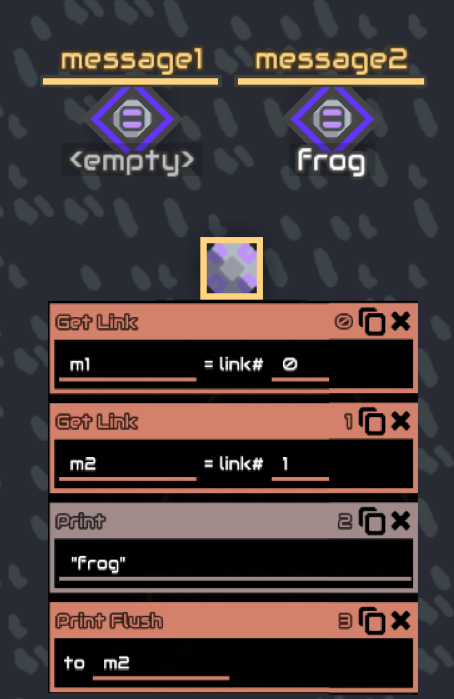 message1 message2
<empty> frog
Get Link 0
m1 = link# 0
Get Link 1
m2 = link# 1
Print 2
"frog"
Print Flush 3
to m2